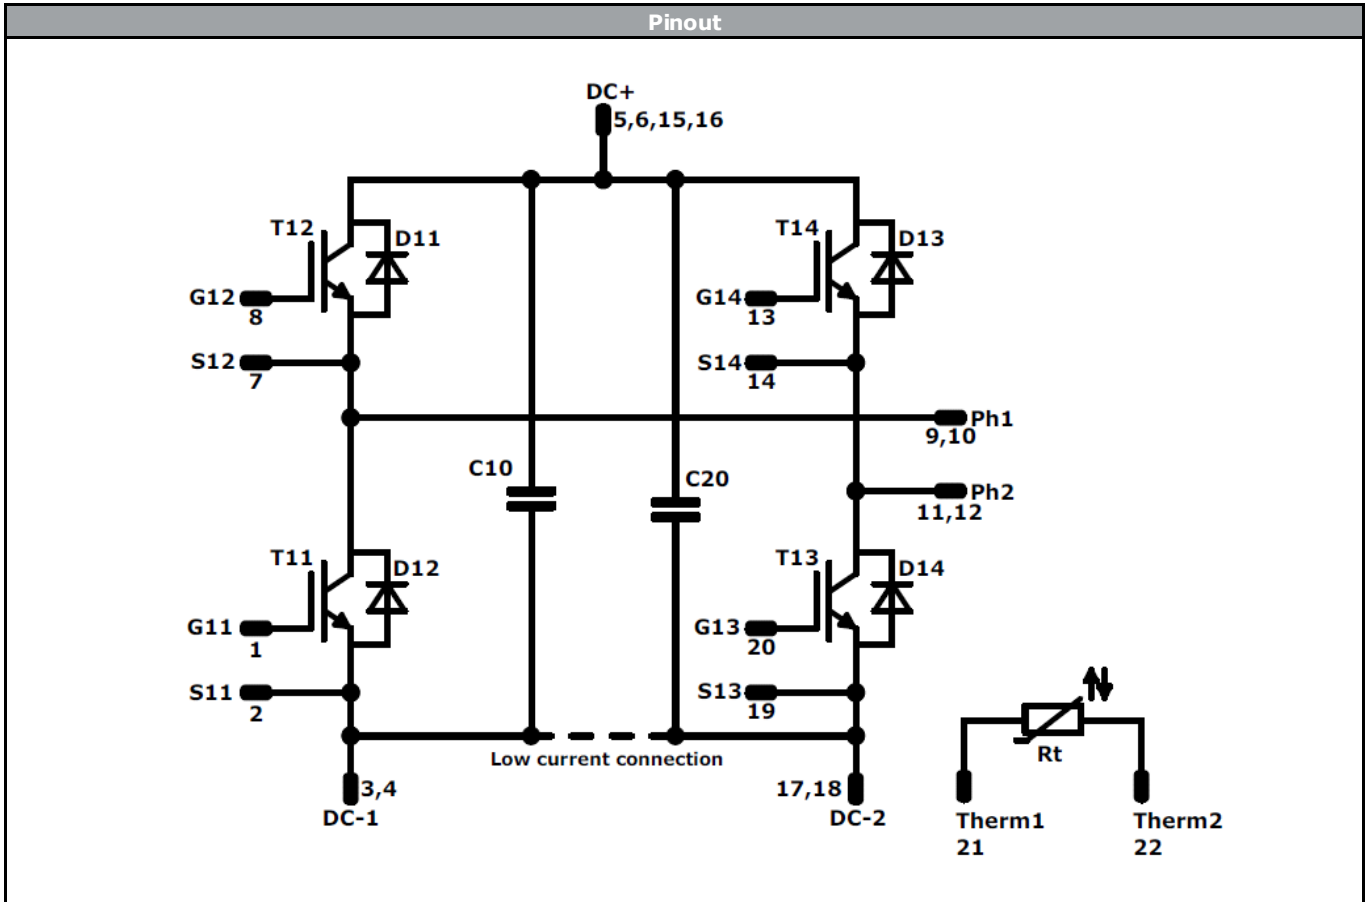 Pinout
DC+
5,6,15,16
T12
D11
G12
8
S12
7
T14
D13
G14
13
S14
14
Ph1
9,10
C10
C20
Ph2
11,12
T11
D12
G11
1
S11
2
T13
D14
G13
20
S13
19
Low current connection
3,4
DC-1
17,18
DC-2
Rt
Therm1
21
Therm2
22